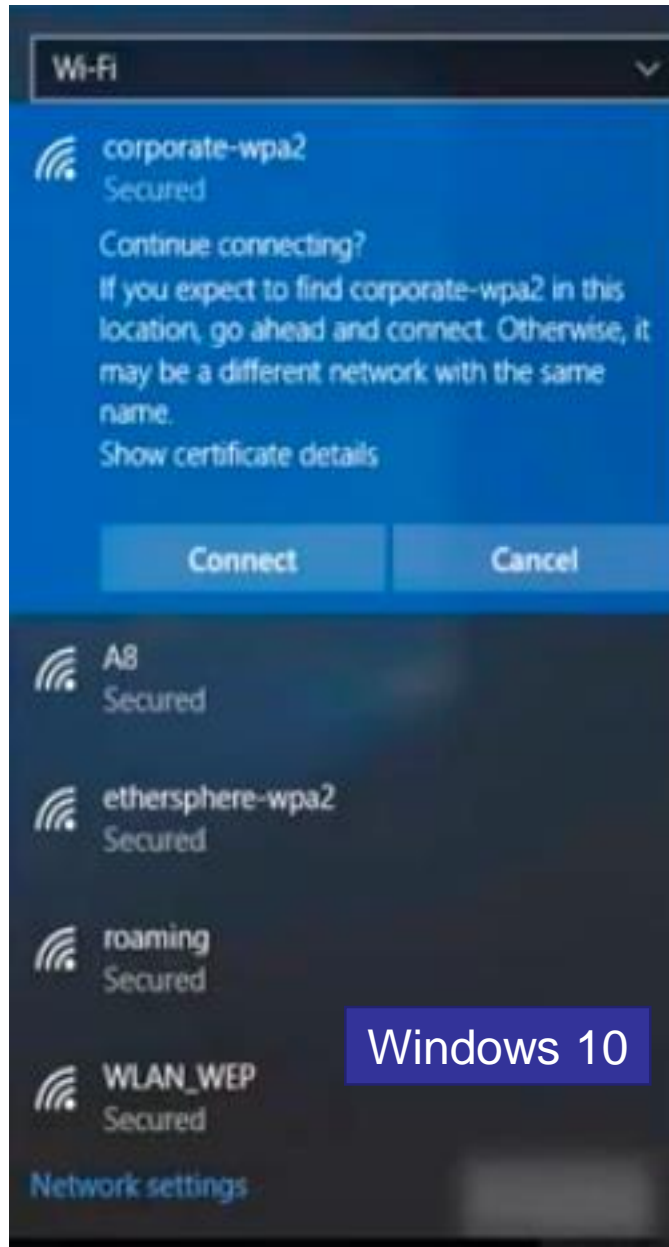 Wi-Fi
corporate-wpa2
Secured
Continue connecting?
If you expect to find corporate-wpa2 in this
location, go ahead and connect. Otherwise, it
may be a different network with the same
name.
Show certificate details
Connect Cancel
A8
Secured
ethersphere-wpa2
Secured
roaming
Secured
WLAN_WEP
Secured
Windows 10
Network settings